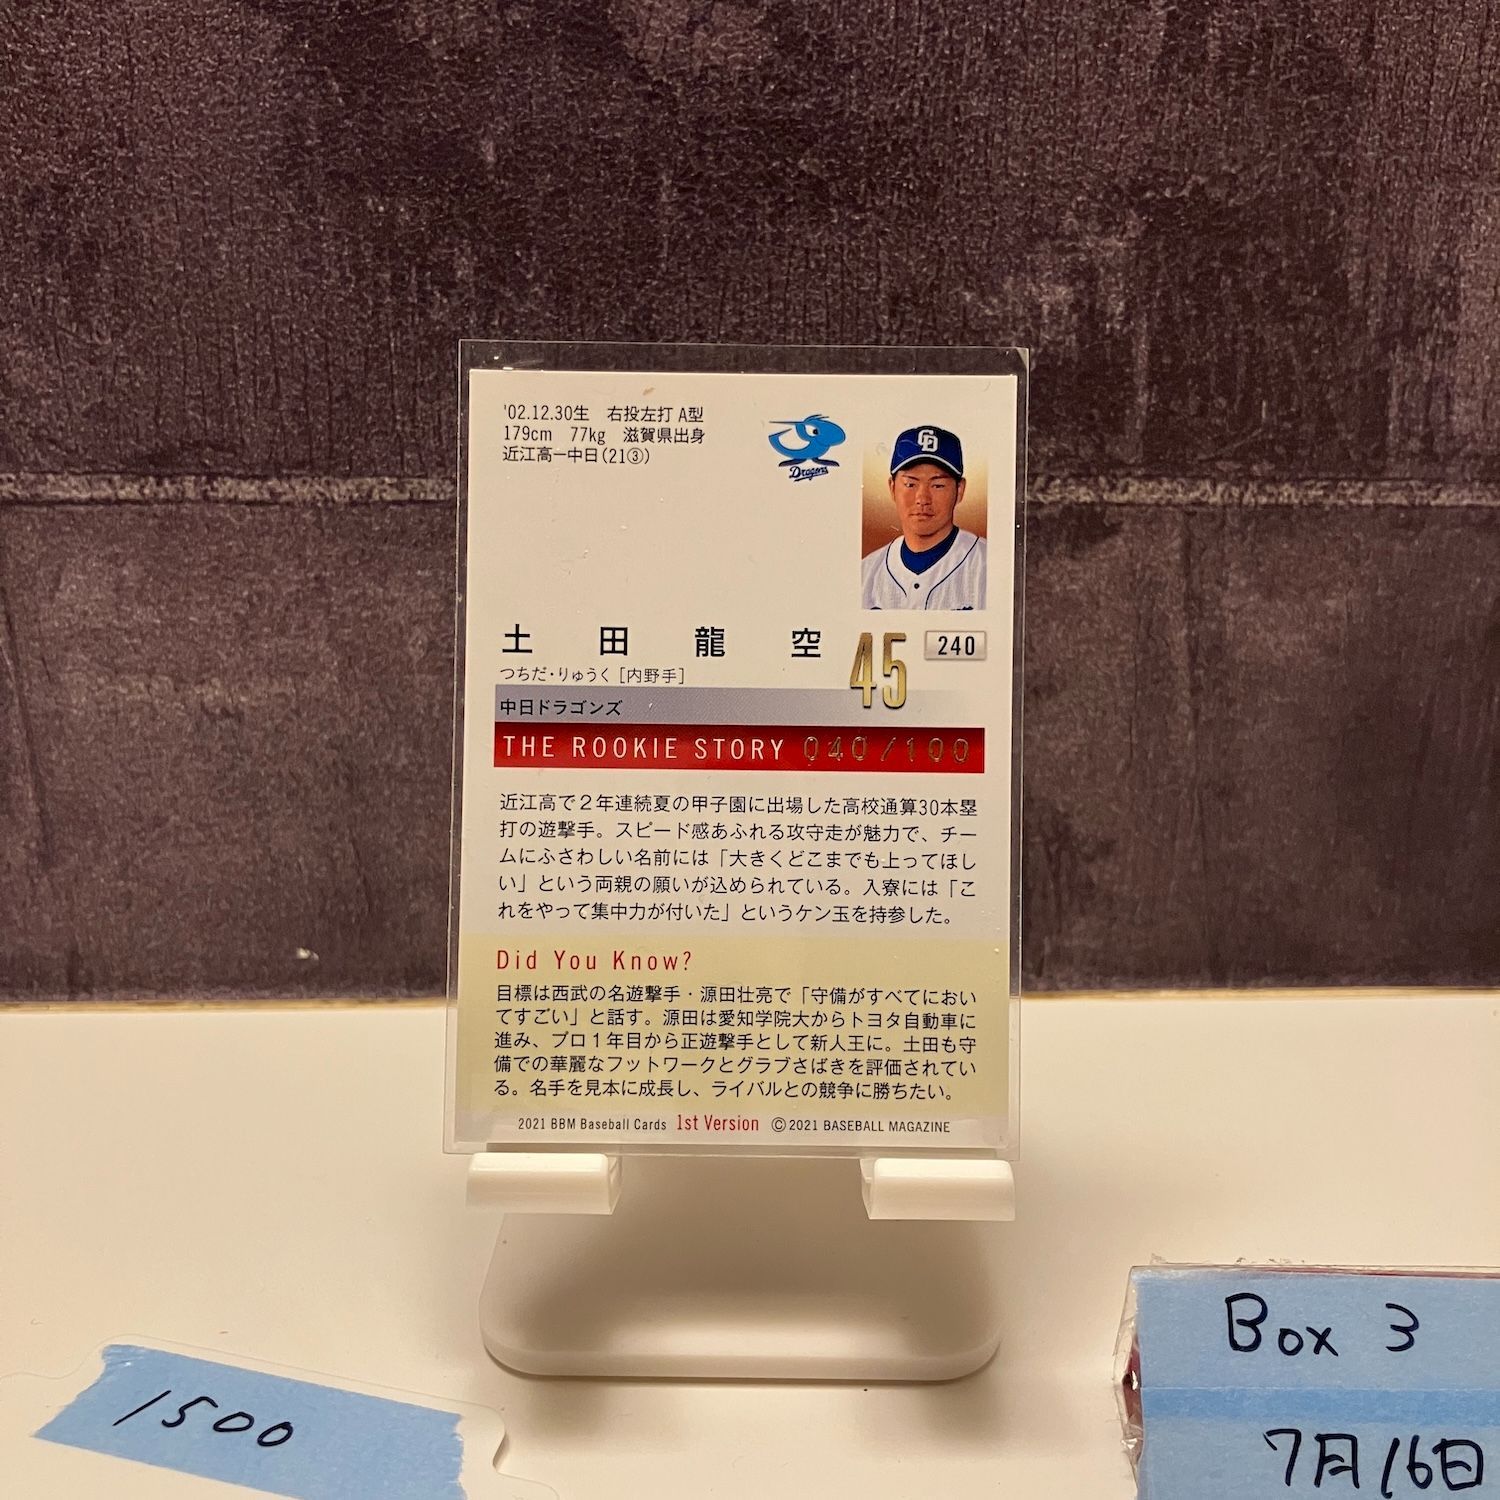 '02.12.30生 右投左打 A型
179cm 77kg 滋賀県出身
近江高ー中日(21③)
Dragons
CD
土田龍空
45
240
つちだ・りゅうく [内野手]
中日ドラゴンズ
THE ROOKIE STORY 040/100
近江高で2年連続夏の甲子園に出場した高校通算30本塁
打の遊撃手。スピード感あふれる攻守走が魅力で、チー
ムにふさわしい名前には「大きくどこまでも上ってほし
い」という両親の願いが込められている。入寮には「こ
れをやって集中力が付いた」というケン玉を持参した。
Did You Know?
目標は西武の名遊撃手・源田壮亮で「守備がすべてにおい
てすごい」と話す。源田は愛知学院大からトヨタ自動車に
進み、プロ1年目から正遊撃手として新人王に。土田も守
備での華麗なフットワークとグラブさばきを評価されてい
る。名手を見本に成長し、ライバルとの競争に勝ちたい。
2021 BBM Baseball Cards 1st Version ©2021 BASEBALL MAGAZINE
1500
Box 3
7月16日